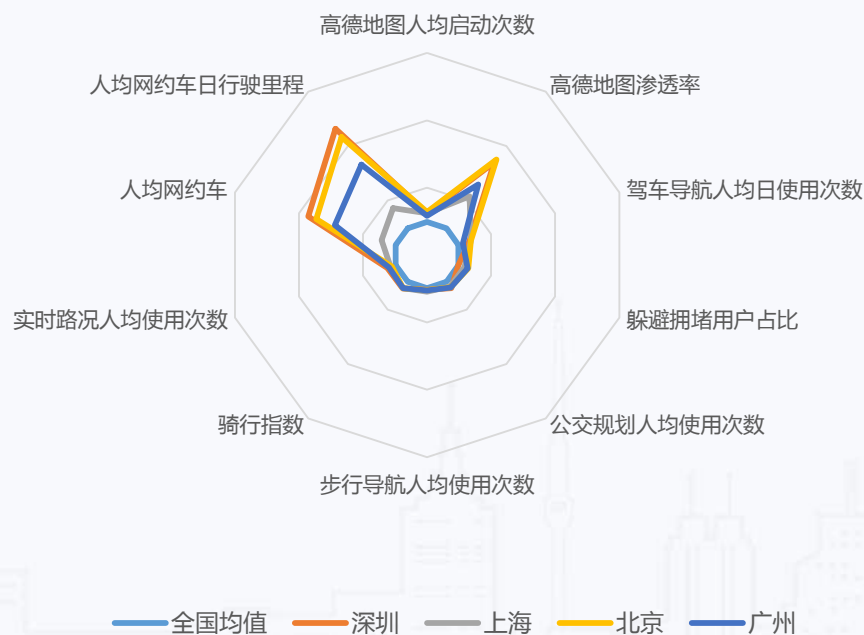 高德地图人均启动次数
人均网约车日行驶里程
高德地图渗透率
人均网约车
驾车导航人均日使用次数
实时路况人均使用次数
躲避拥堵用户占比
骑行指数
公交规划人均使用次数
步行导航人均使用次数
全国均值 深圳 上海 北京 广州